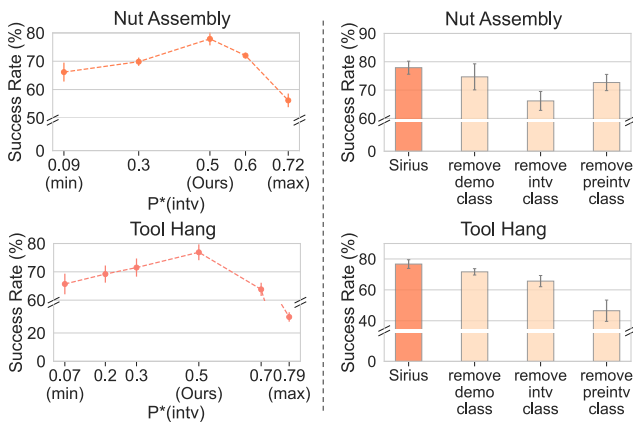 Nut Assembly
Success Rate (%)
80
70
60
50
0
0.09
(min)
0.3
0.5
(Ours)
0.6
0.72
(max)
P*(intv)
Nut Assembly
Success Rate (%)
90
80
70
60
0
Sirius
remove
demo
class
remove
intv
class
remove
preintv
class
Tool Hang
Success Rate (%)
80
70
60
20
0
0.07
(min)
0.2
0.3
0.5
(Ours)
0.70
0.79
(max)
P*(intv)
Tool Hang
Success Rate (%)
80
60
40
0
Sirius
remove
demo
class
remove
intv
class
remove
preintv
class